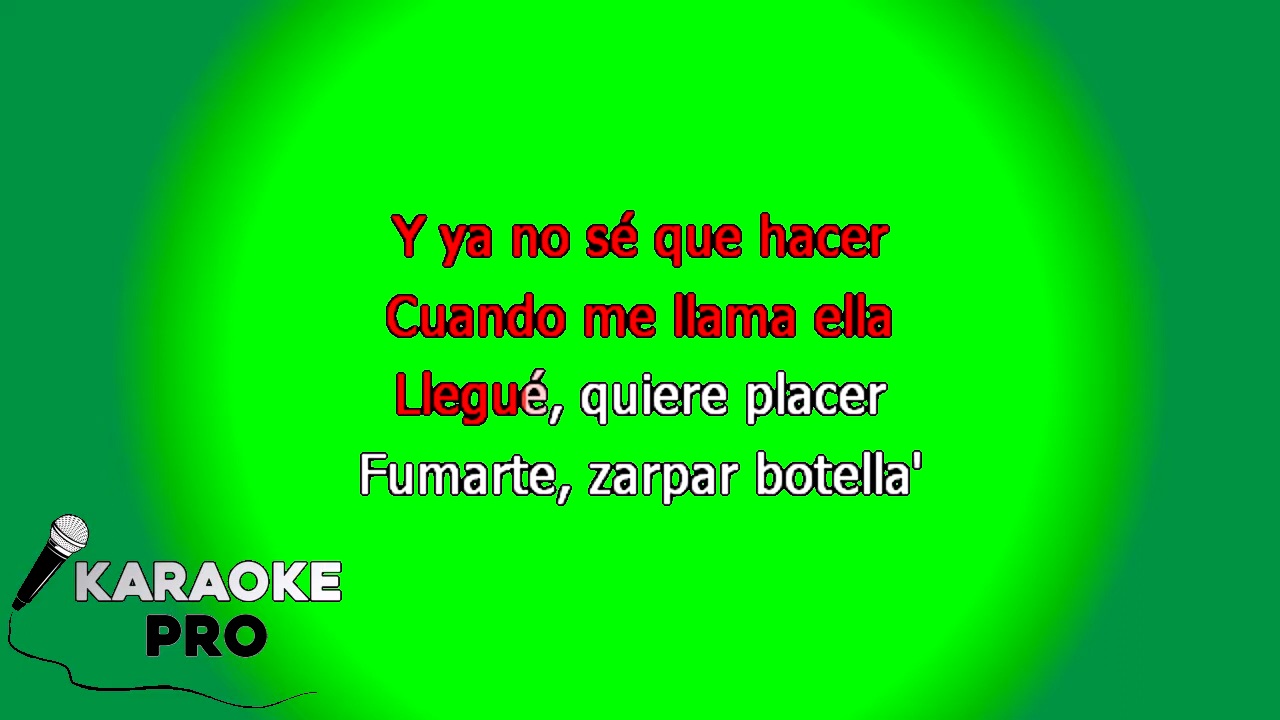 Y ya no sé que hacer
Cuando me llama ella
Llegué, quiere placer
Fumarte, zarpar botella'
KARAOKE
PRO